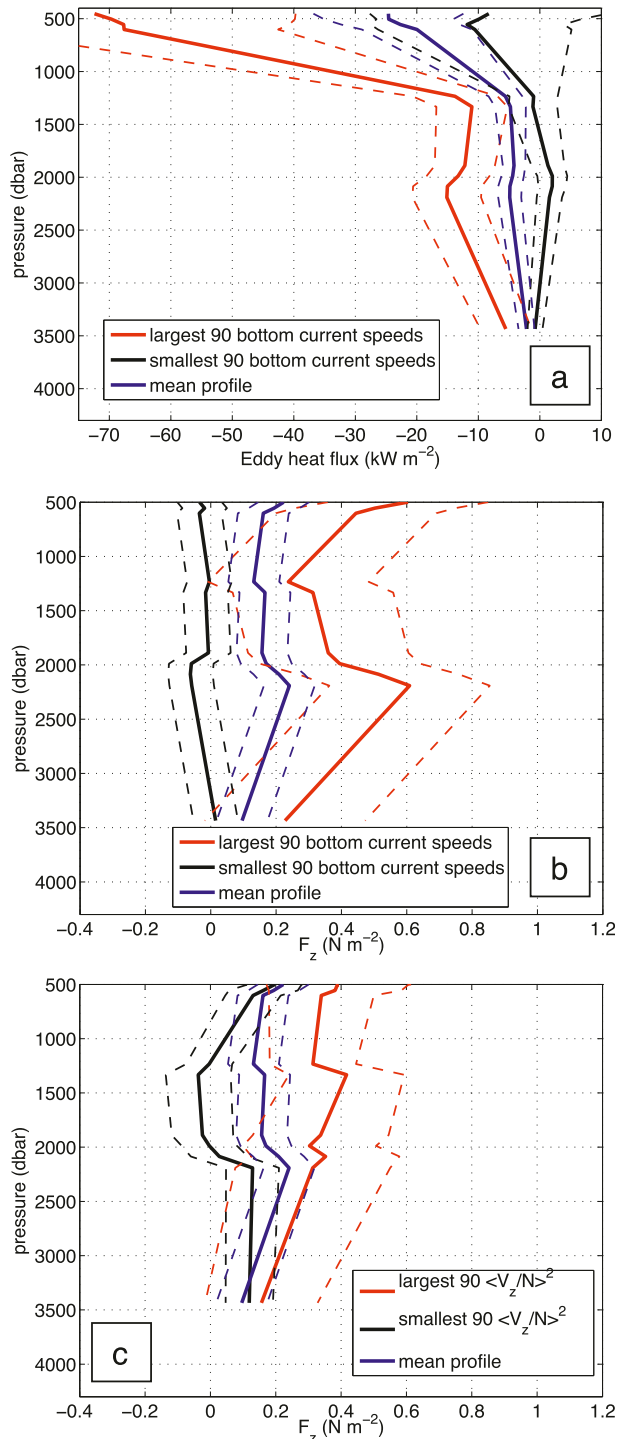 500
1000
1500
2000
3000
3500
4000
pressure (dbar)
largest 90 bottom current speeds
smallest 90 bottom current speeds
mean profile
a
−70 −60 −50 −40 −30 −20 −10 0 10
Eddy heat flux (kW m−2)
500
1000
1500
2000
2500
3000
3500
4000
pressure (dbar)
largest 90 bottom current speeds
smallest 90 bottom current speeds
mean profile
b
−0.4 −0.2 0 0.2 0.4 0.6 0.8 1 1.2
Fz (N m−2)
500
1000
1500
2000
2500
3000
3500
4000
pressure (dbar)
largest 90 <Vz/N>2
smallest 90 <Vz/N>2
mean profile
c
−0.4 −0.2 0 0.2 0.4 0.6 0.8 1 1.2
Fz (N m−2)